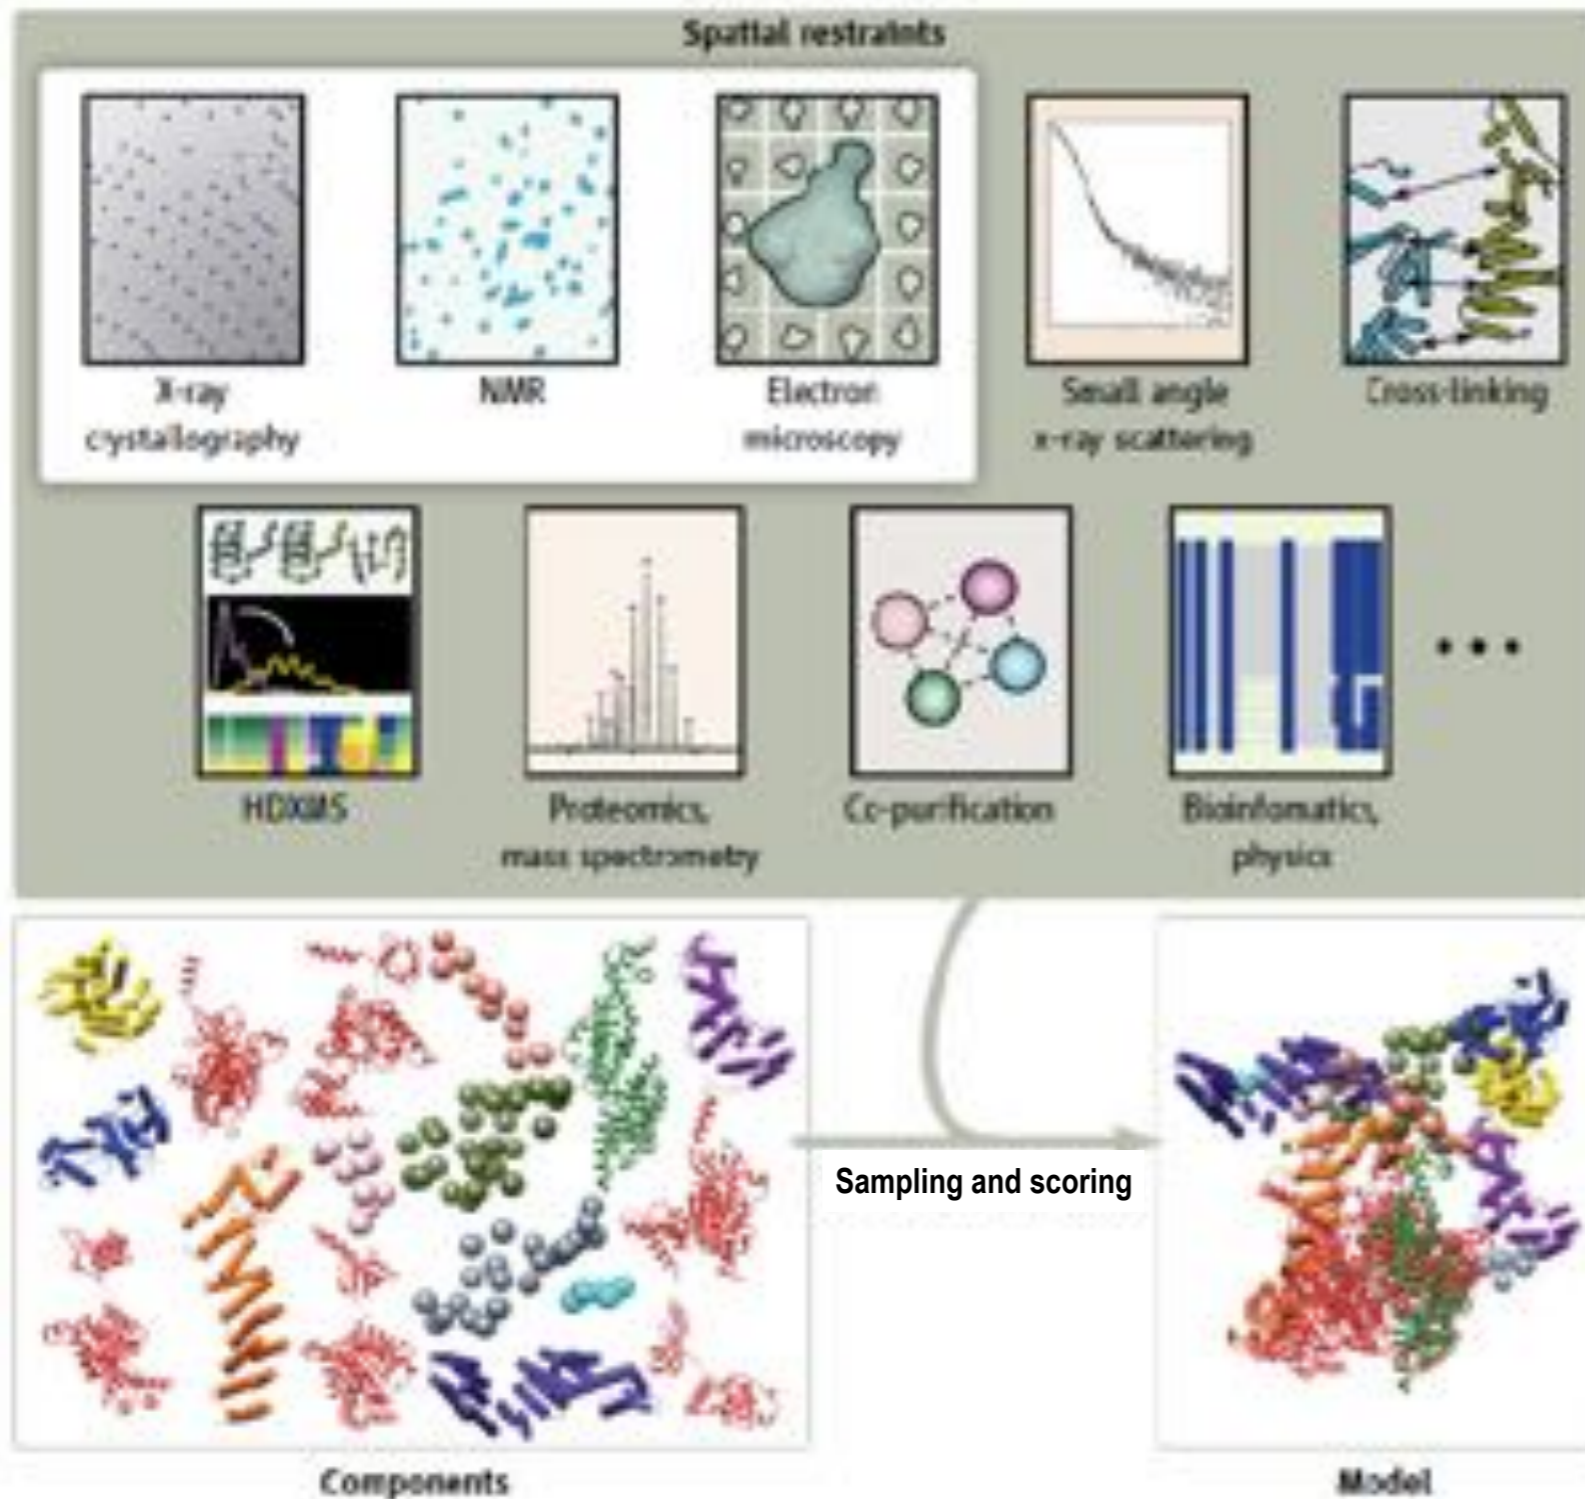 Spatial restraints
X-ray
crystallography
NMR
Electron
microscopy
Small angle
x-ray scattering
Cross-linking
HDXMS
Proteomics,
mass spectrometry
Co-purification
Bioinfomatics,
physics
...
Sampling and scoring
Components
Model